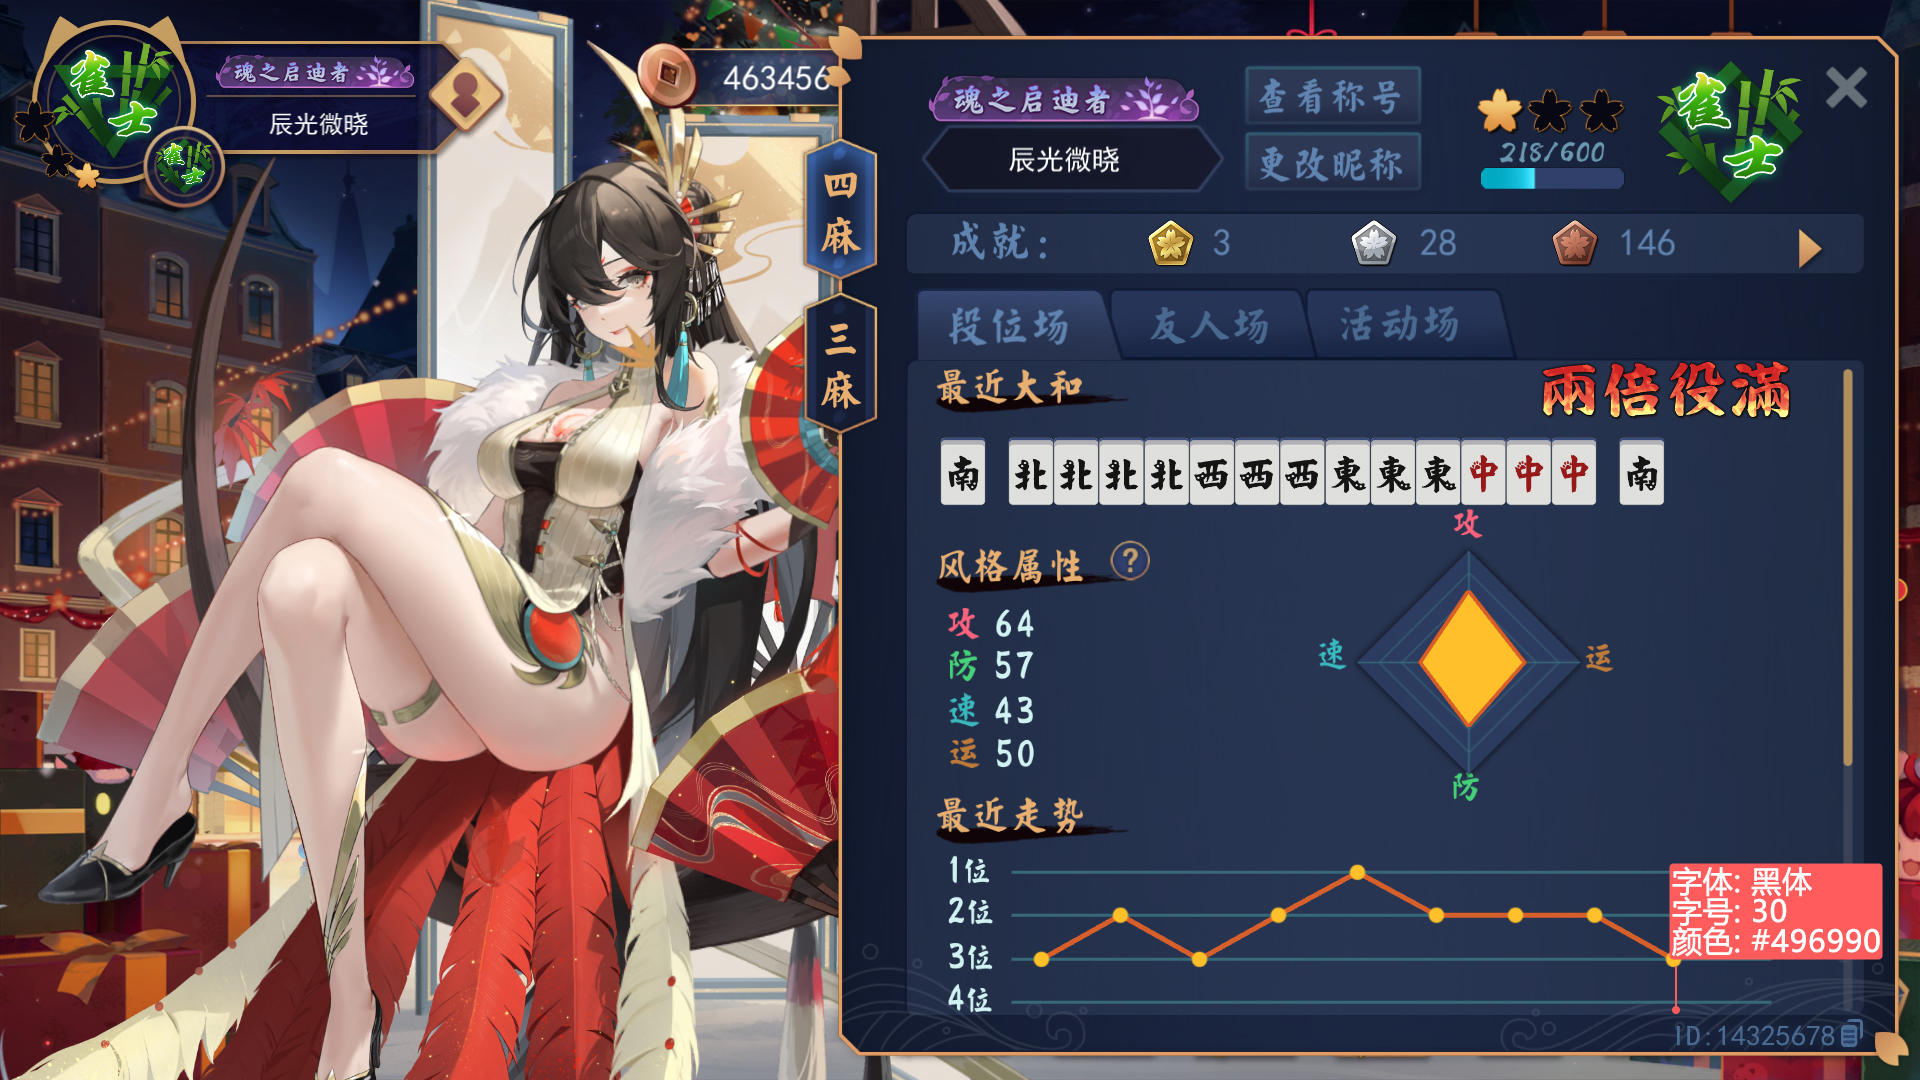 雀士
魂之启迪者
辰光微晓
雀士
463456
四麻
三麻
魂之启迪者
辰光微晓
查看称号
更改昵称
218/600
雀士
成就：
3
28
146
段位场
友人场
活动场
最近大和
兩倍役滿
南 北北北北西西西東東東中中中 南
风格属性 ?
攻 64
防 57
速 43
运 50
攻
速
运
防
最近走势
1位
2位
3位
4位
字体: 黑体
字号: 30
颜色: #496990
ID:14325678